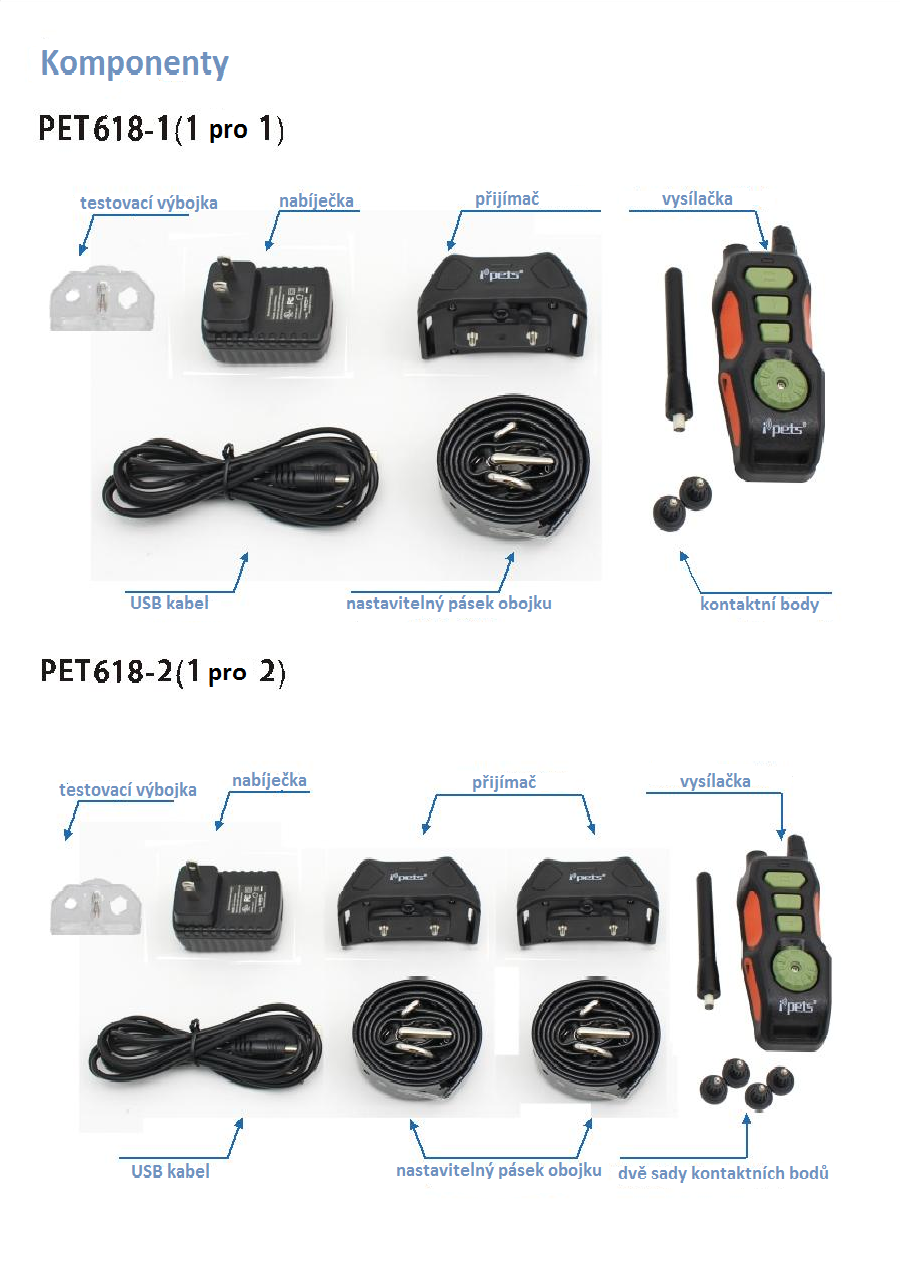 Komponenty
PET618-1(1 pro 1)
testovací výbojka
nabíječka
přijímač
vysílačka
ipets
ipets
USB kabel
nastavitelný pásek obojku
kontaktní body
PET618-2(1 pro 2)
testovací výbojka
nabíječka
přijímač
vysílačka
ipets
ipets
ipets
USB kabel
nastavitelný pásek obojku
dvě sady kontaktních bodů